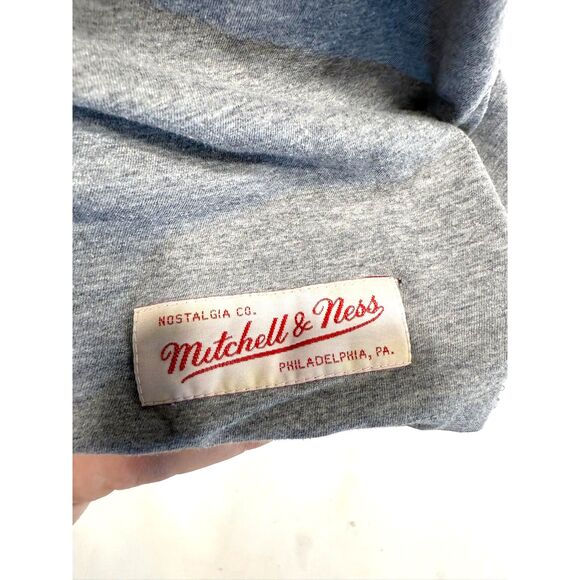 NOSTALGIA CO.
Mitchell & Ness
PHILADELPHIA, PA.